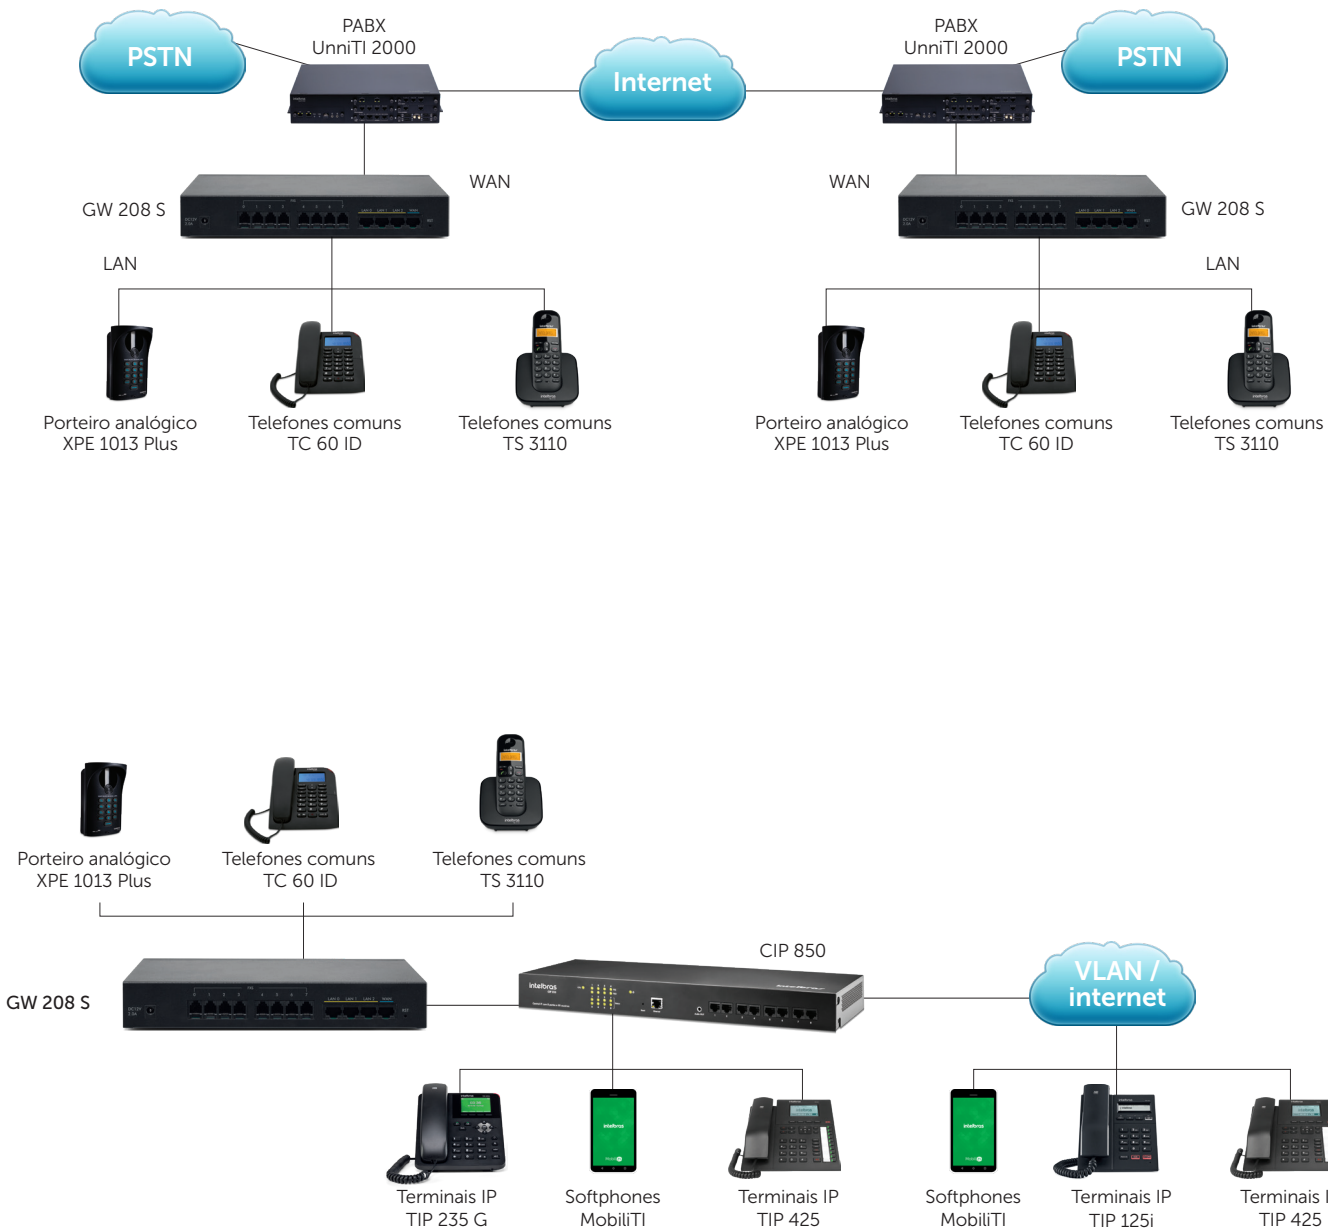 PSTN
PABX
UnniTI 2000
Internet
PABX
UnniTI 2000
PSTN
GW 208 S
WAN
WAN
GW 208 S
LAN
LAN
Porteiro analógico
XPE 1013 Plus
Telefones comuns
TC 60 ID
Telefones comuns
TS 3110
Porteiro analógico
XPE 1013 Plus
Telefones comuns
TC 60 ID
Telefones comuns
TS 3110
Porteiro analógico
XPE 1013 Plus
Telefones comuns
TC 60 ID
Telefones comuns
TS 3110
GW 208 S
CIP 850
intelbras
VLAN /
internet
Terminais IP
TIP 235 G
Softphones
MobiliTI
Terminais IP
TIP 425
Softphones
MobiliTI
Terminais IP
TIP 125i
Terminais I
TIP 425